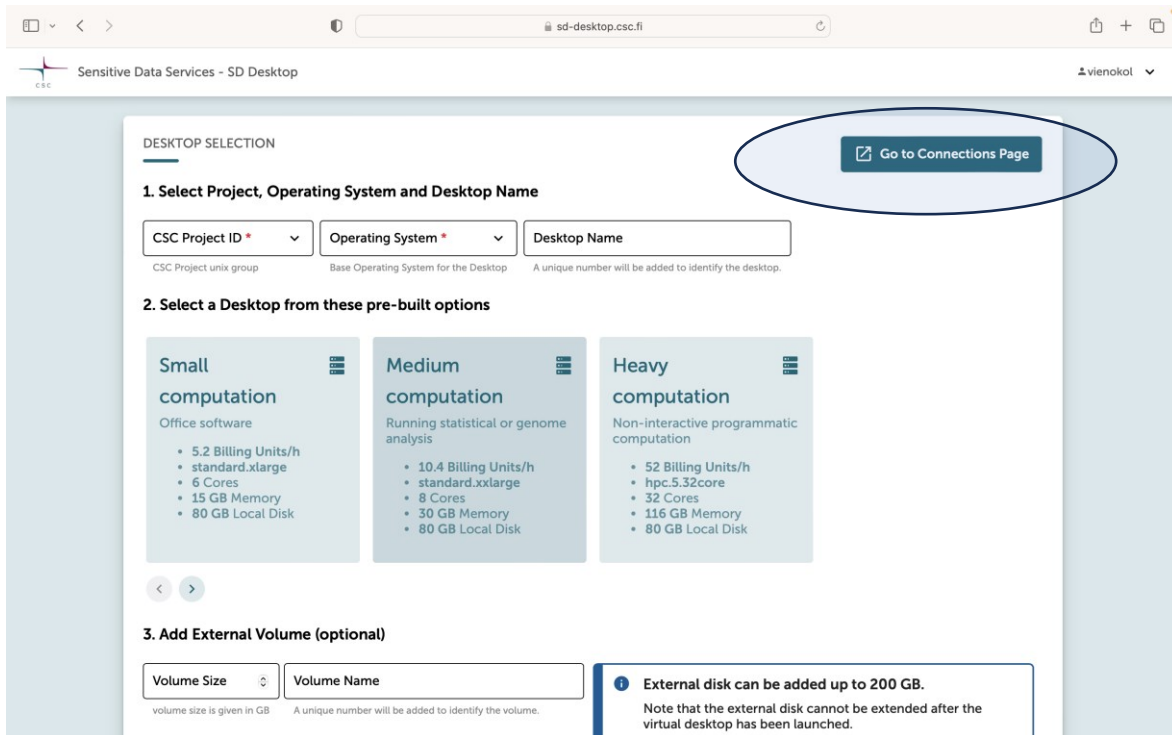 sd-desktop.csc.fi
csc
Sensitive Data Services - SD Desktop
vienokol
DESKTOP SELECTION
Go to Connections Page
1. Select Project, Operating System and Desktop Name
CSC Project ID *
Operating System *
Desktop Name
CSC Project unix group
Base Operating System for the Desktop
A unique number will be added to identify the desktop.
2. Select a Desktop from these pre-built options
Small
computation
Office software
• 5.2 Billing Units/h
• standard.xlarge
• 6 Cores
• 15 GB Memory
• 80 GB Local Disk
Medium
computation
Running statistical or genome
analysis
• 10.4 Billing Units/h
• standard.xxlarge
• 8 Cores
• 30 GB Memory
• 80 GB Local Disk
Heavy
computation
Non-interactive programmatic
computation
• 52 Billing Units/h
• hpc.5.32core
• 32 Cores
• 116 GB Memory
• 80 GB Local Disk
3. Add External Volume (optional)
Volume Size
Volume Name
volume size is given in GB
A unique number will be added to identify the volume.
External disk can be added up to 200 GB.
Note that the external disk cannot be extended after the
virtual desktop has been launched.